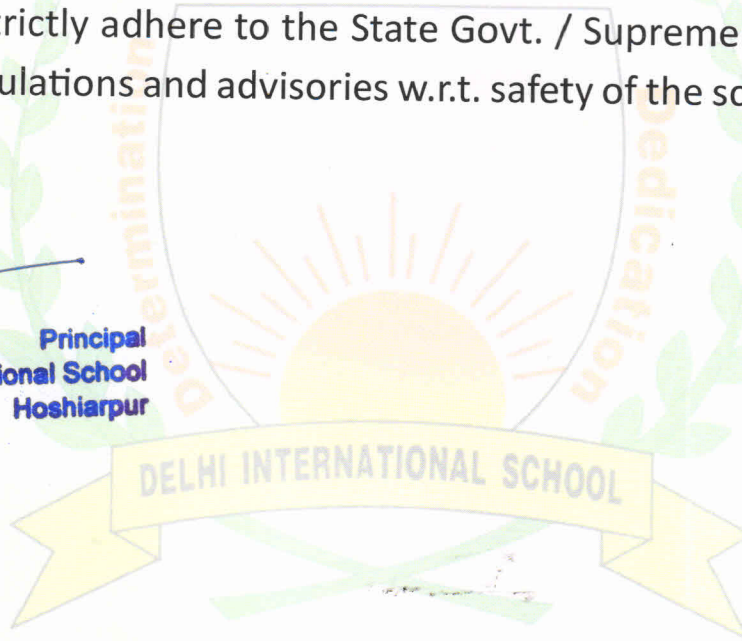 trictly adhere to the State Govt. / Supreme
ulations and advisories w.r.t. safety of the sc
Determination
Dedication
Principal
ional School
Hoshiarpur
DELHI INTERNATIONAL SCHOOL